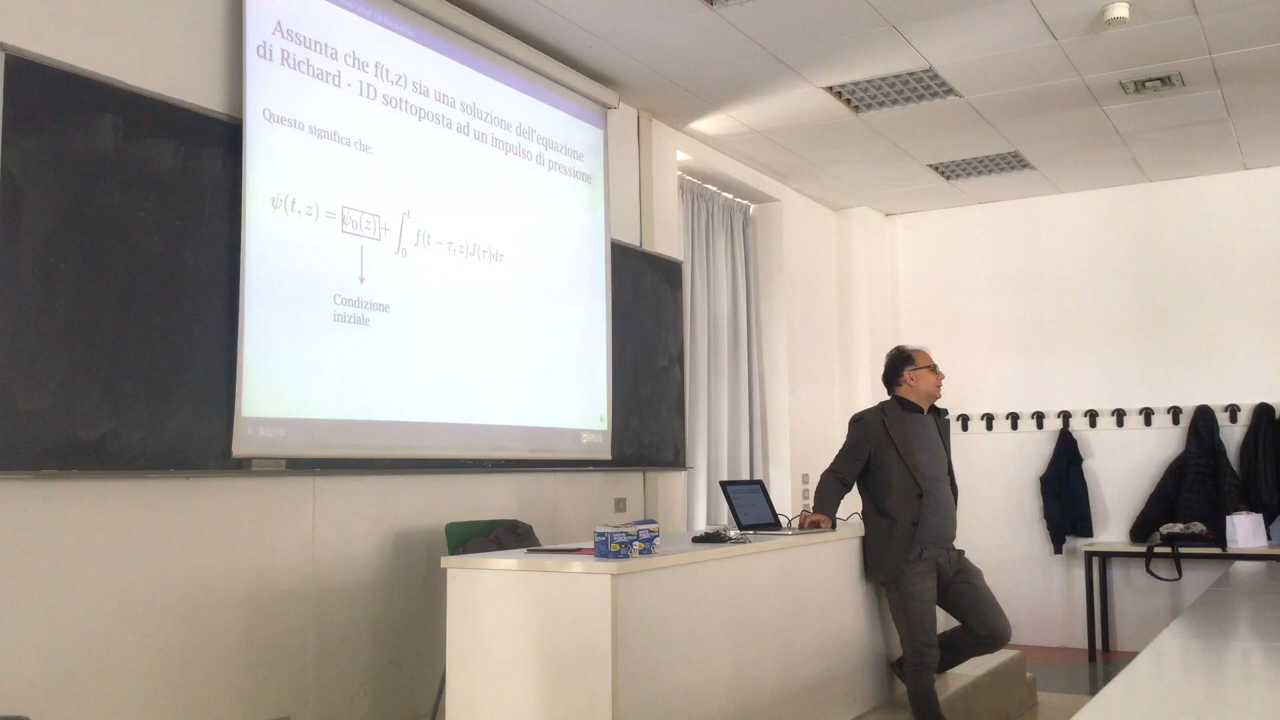 Assunta che f(t,z) sia una soluzione dell'equazione
di Richard - 1D sottoposta ad un impulso di pressione
Questo significa che:
ψ(t, z) = ψ₀(z) + ∫₀ᵗ f(t − τ, z)J(τ)dτ
Condizione
iniziale
R. Rigon